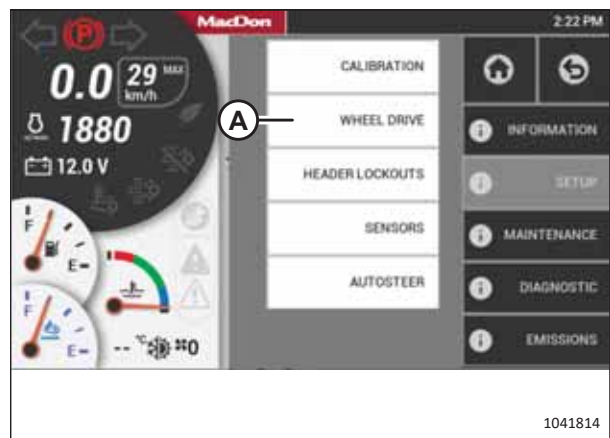 MacDon
2:22 PM
P
0.0
29 MAX
km/h
1880
12.0 V
F
E
F
E
-- °C
0
A
CALIBRATION
WHEEL DRIVE
HEADER LOCKOUTS
SENSORS
AUTOSTEER
INFORMATION
SETUP
MAINTENANCE
DIAGNOSTIC
EMISSIONS
1041814